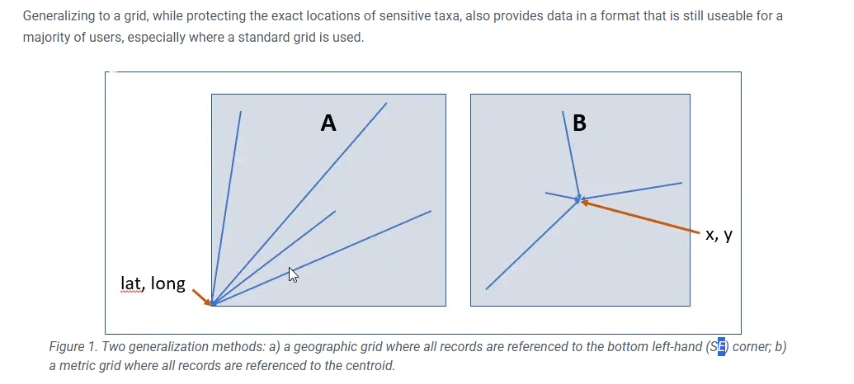 Generalizing to a grid, while protecting the exact locations of sensitive taxa, also provides data in a format that is still useable for a
majority of users, especially where a standard grid is used.
A
B
x, y
lat, long
Figure 1. Two generalization methods: a) a geographic grid where all records are referenced to the bottom left-hand (SE) corner; b)
a metric grid where all records are referenced to the centroid.